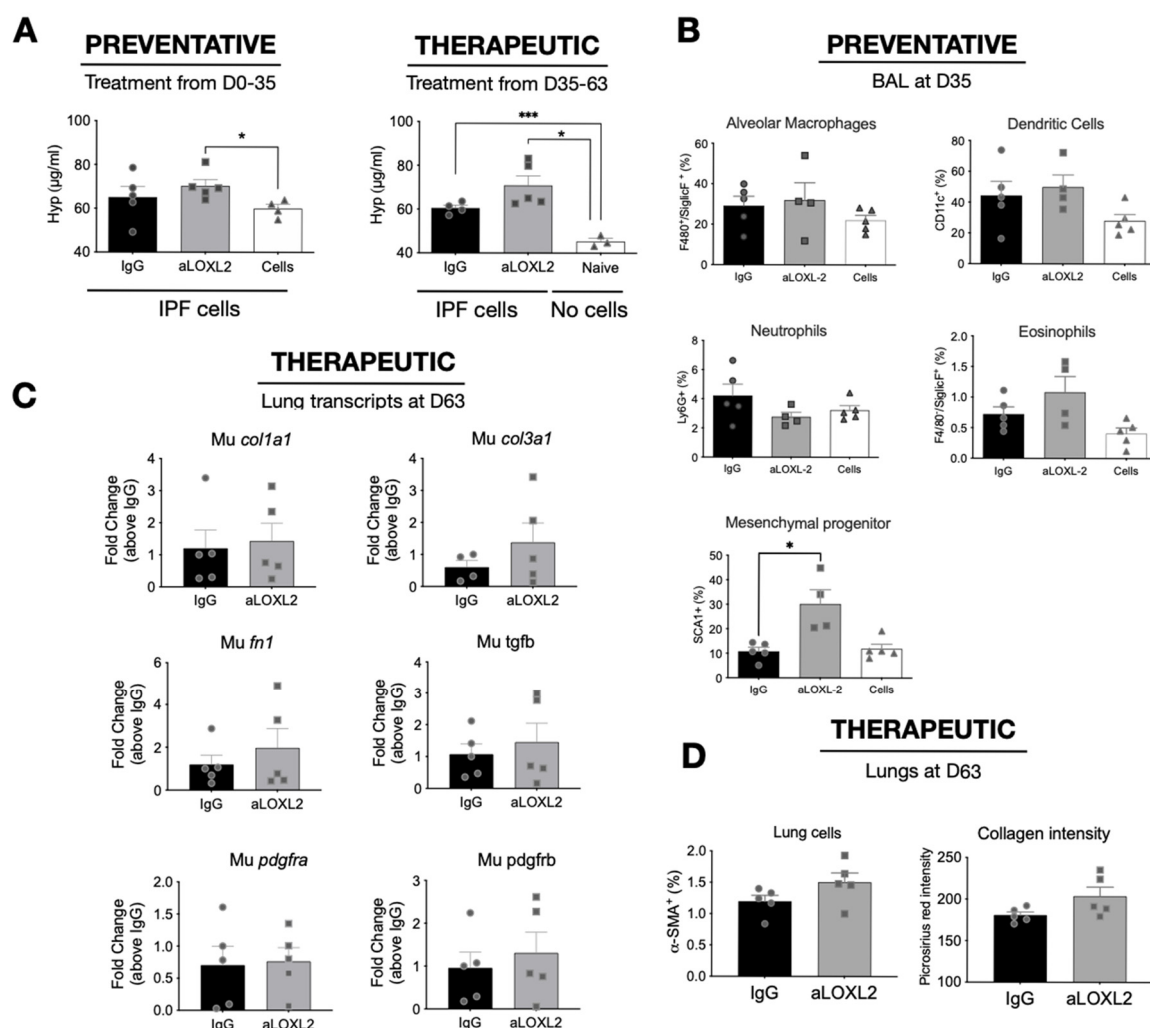 A
PREVENTATIVE
Treatment from D0-35
Hyp (µg/ml)
100
80
60
40
*
IgG
aLOXL2
Cells
IPF cells
THERAPEUTIC
Treatment from D35-63
Hyp (µg/ml)
100
80
60
40
***
*
IgG
aLOXL2
Naive
IPF cells
No cells
B
PREVENTATIVE
BAL at D35
Alveolar Macrophages
F480⁺/SiglicF ⁺ (%)
60
40
20
0
IgG
aLOXL-2
Cells
Dendritic Cells
CD11c⁺ (%)
80
60
40
20
0
IgG
aLOXL2
Cells
Neutrophils
Ly6G+ (%)
8
6
4
2
0
IgG
aLOXL-2
Cells
Eosinophils
F4/80⁻/SiglicF⁺ (%)
2.0
1.5
1.0
0.5
0.0
IgG
aLOXL-2
Cells
Mesenchymal progenitor
SCA1+ (%)
50
40
30
20
10
0
*
IgG
aLOXL-2
Cells
C
THERAPEUTIC
Lung transcripts at D63
Mu col1a1
Fold Change
(above IgG)
4
3
2
1
0
IgG
aLOXL2
Mu col3a1
Fold Change
(above IgG)
4
3
2
1
0
IgG
aLOXL2
Mu fn1
Fold Change
(above IgG)
6
4
2
0
IgG
aLOXL2
Mu tgfb
Fold Change
(above IgG)
4
3
2
1
0
IgG
aLOXL2
Mu pdgfra
Fold Change
(above IgG)
2.0
1.5
1.0
0.5
0.0
IgG
aLOXL2
Mu pdgfrb
Fold Change
(above IgG)
3
2
1
0
IgG
aLOXL2
D
THERAPEUTIC
Lungs at D63
Lung cells
α-SMA⁺ (%)
2.0
1.5
1.0
0.5
0.0
IgG
aLOXL2
Collagen intensity
Picrosirius red intensity
250
200
150
100
IgG
aLOXL2